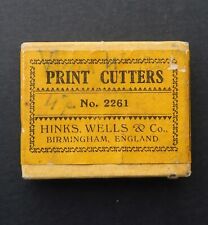 PRINT CUTTERS
No. 2261
HINKS, WELLS & Co.,
BIRMINGHAM, ENGLAND